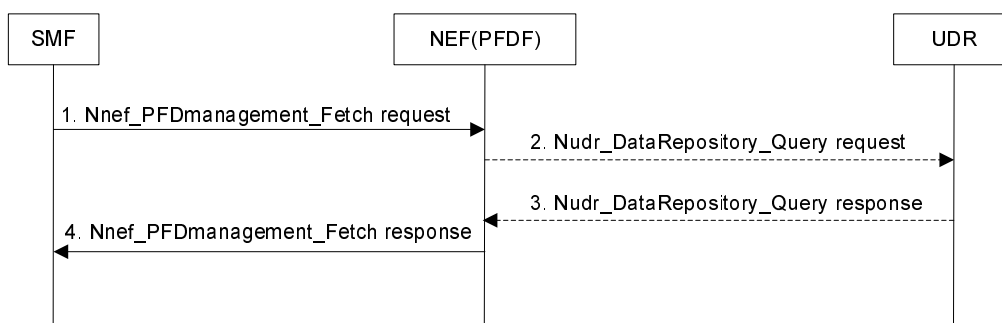 SMF
NEF(PFDF)
UDR
1. Nnef_PFDmanagement_Fetch request
2. Nudr_DataRepository_Query request
3. Nudr_DataRepository_Query response
4. Nnef_PFDmanagement_Fetch response